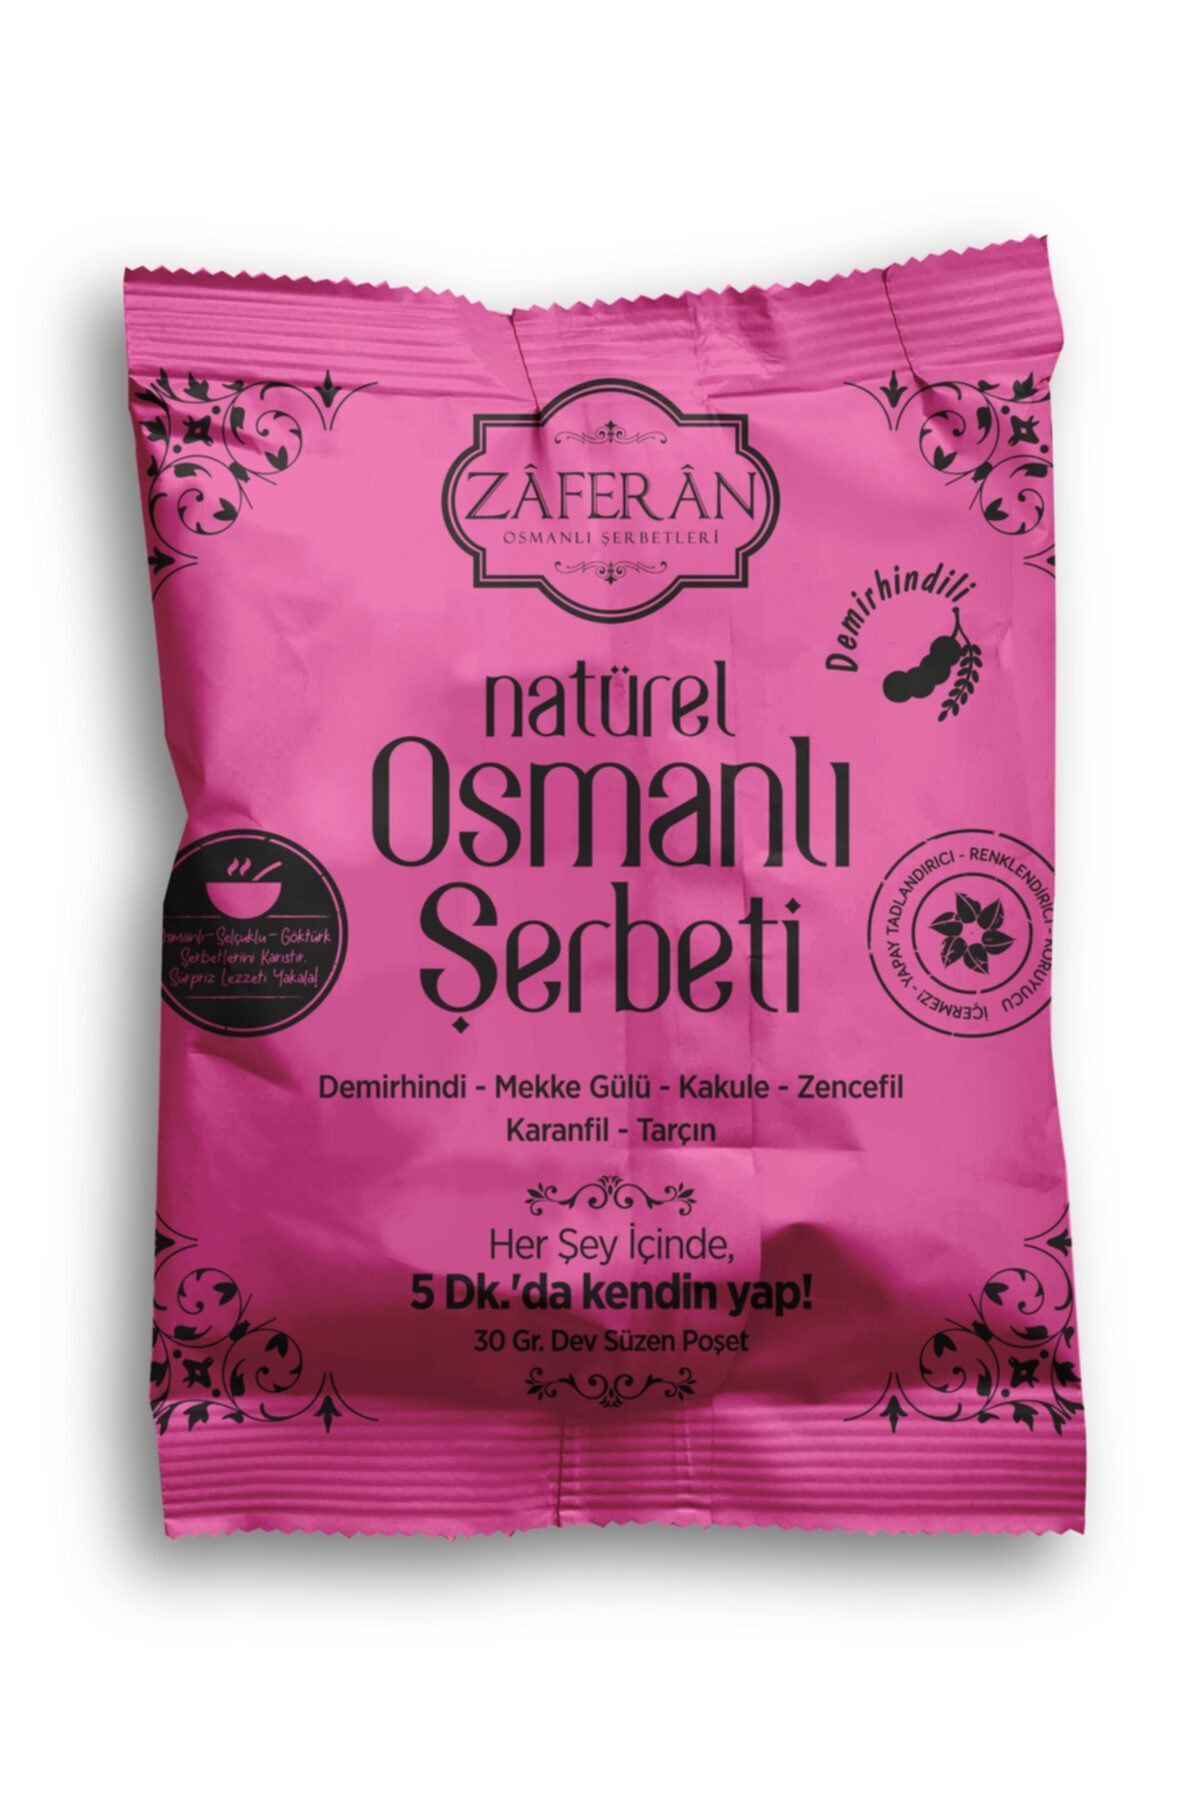 ZÂFERÂN
OSMANLI ŞERBETLERİ
Demirhindili
natürel
Osmanlı
Şerbeti
Osmanlı-Selçuklu-Göktürk
Şerbetlerini Karıştır.
Sürpriz Lezzeti Yakala!
YAPAY TADLANDIRICI - RENKLENDİRİCİ - KORUYUCU İÇERMEZ! -
Demirhindi - Mekke Gülü - Kakule - Zencefil
Karanfil - Tarçın
Her Şey İçinde,
5 Dk.'da kendin yap!
30 Gr. Dev Süzen Poşet